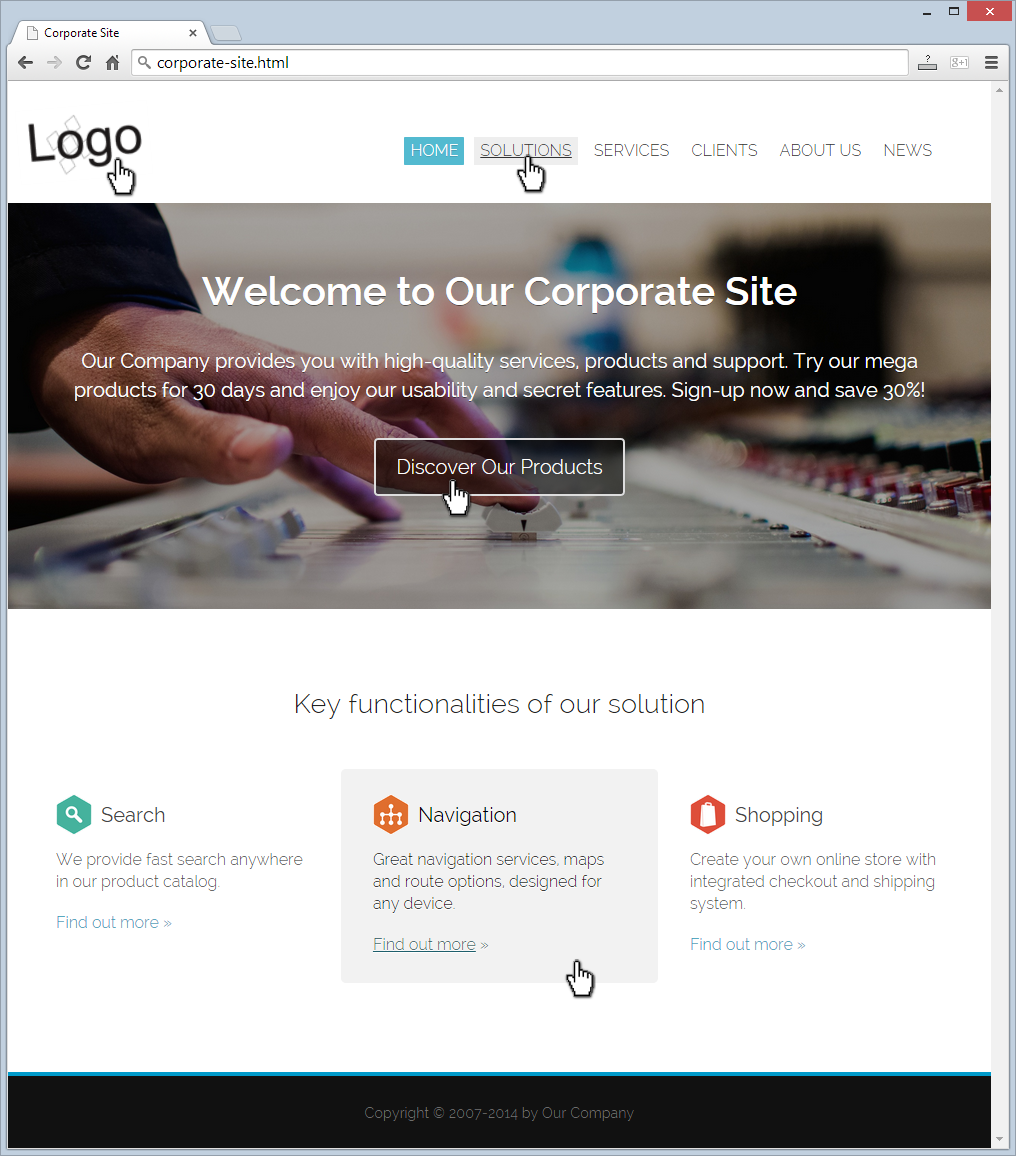 Corporate Site
corporate-site.html
Logo
HOME SOLUTIONS SERVICES CLIENTS ABOUT US NEWS
Welcome to Our Corporate Site
Our Company provides you with high-quality services, products and support. Try our mega
products for 30 days and enjoy our usability and secret features. Sign-up now and save 30%!
Discover Our Products
Key functionalities of our solution
Search
We provide fast search anywhere
in our product catalog.
Find out more »
Navigation
Great navigation services, maps
and route options, designed for
any device.
Find out more »
Shopping
Create your own online store with
integrated checkout and shipping
system.
Find out more »
Copyright © 2007-2014 by Our Company